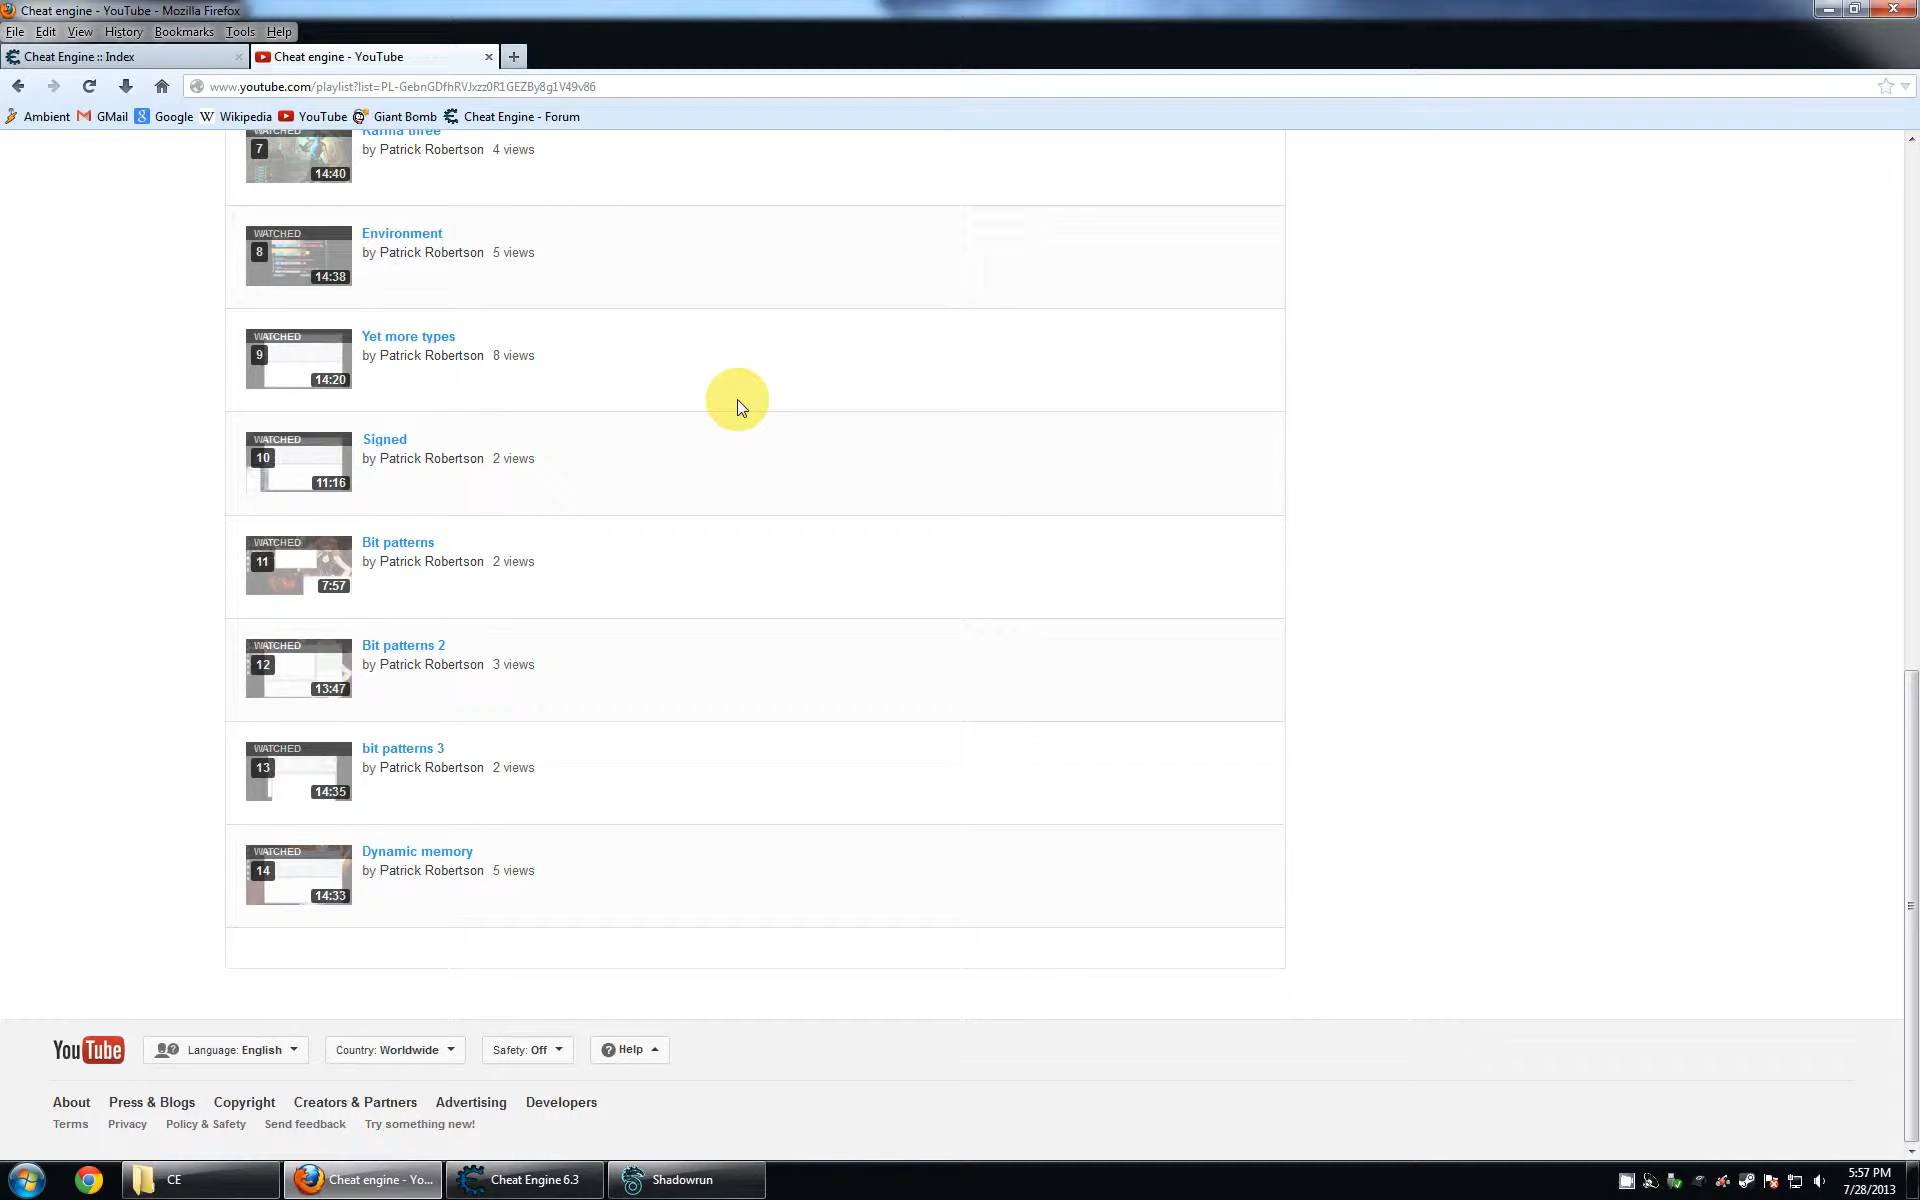 Cheat engine - YouTube - Mozilla Firefox
File Edit View History Bookmarks Tools Help
Cheat Engine :: Index
Cheat engine - YouTube
www.youtube.com/playlist?list=PL-GebnGDfhRVJxzz0R1GEZBy8g1V49v86
Ambient GMail Google Wikipedia YouTube Giant Bomb Cheat Engine - Forum
WATCHED
Karma three
7
by Patrick Robertson 4 views
14:40
WATCHED
Environment
8
by Patrick Robertson 5 views
14:38
WATCHED
Yet more types
9
by Patrick Robertson 8 views
14:20
WATCHED
Signed
10
by Patrick Robertson 2 views
11:16
WATCHED
Bit patterns
11
by Patrick Robertson 2 views
7:57
WATCHED
Bit patterns 2
12
by Patrick Robertson 3 views
13:47
WATCHED
bit patterns 3
13
by Patrick Robertson 2 views
14:35
WATCHED
Dynamic memory
14
by Patrick Robertson 5 views
14:33
YouTube Language: English Country: Worldwide Safety: Off Help
About Press & Blogs Copyright Creators & Partners Advertising Developers
Terms Privacy Policy & Safety Send feedback Try something new!
CE
Cheat engine - Yo...
Cheat Engine 6.3
Shadowrun
5:57 PM
7/28/2013